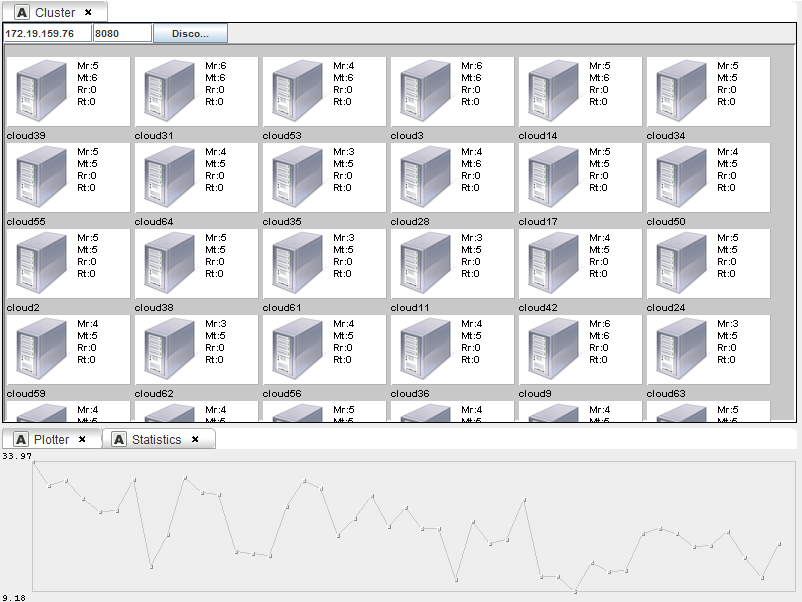 A Cluster ×
172.19.159.76 8080 Disco...
Mr:5 Mr:6 Mr:4 Mr:6 Mr:5 Mr:5
Mt:6 Mt:6 Mt:6 Mt:6 Mt:6 Mt:5
Rr:0 Rr:0 Rr:0 Rr:0 Rr:0 Rr:0
Rt:0 Rt:0 Rt:0 Rt:0 Rt:0 Rt:0
cloud39 cloud31 cloud53 cloud3 cloud14 cloud34
Mr:5 Mr:4 Mr:3 Mr:4 Mr:5 Mr:4
Mt:5 Mt:5 Mt:5 Mt:6 Mt:5 Mt:5
Rr:0 Rr:0 Rr:0 Rr:0 Rr:0 Rr:0
Rt:0 Rt:0 Rt:0 Rt:0 Rt:0 Rt:0
cloud55 cloud64 cloud35 cloud28 cloud17 cloud50
Mr:5 Mr:5 Mr:3 Mr:3 Mr:4 Mr:5
Mt:5 Mt:5 Mt:5 Mt:5 Mt:5 Mt:5
Rr:0 Rr:0 Rr:0 Rr:0 Rr:0 Rr:0
Rt:0 Rt:0 Rt:0 Rt:0 Rt:0 Rt:0
cloud2 cloud38 cloud61 cloud11 cloud42 cloud24
Mr:4 Mr:3 Mr:4 Mr:4 Mr:6 Mr:3
Mt:5 Mt:5 Mt:5 Mt:5 Mt:6 Mt:5
Rr:0 Rr:0 Rr:0 Rr:0 Rr:0 Rr:0
Rt:0 Rt:0 Rt:0 Rt:0 Rt:0 Rt:0
cloud59 cloud62 cloud56 cloud36 cloud9 cloud63
Mr:4 Mr:4 Mr:5 Mr:4 Mr:4 Mr:5
A Plotter × A Statistics ×
33.97
9.18